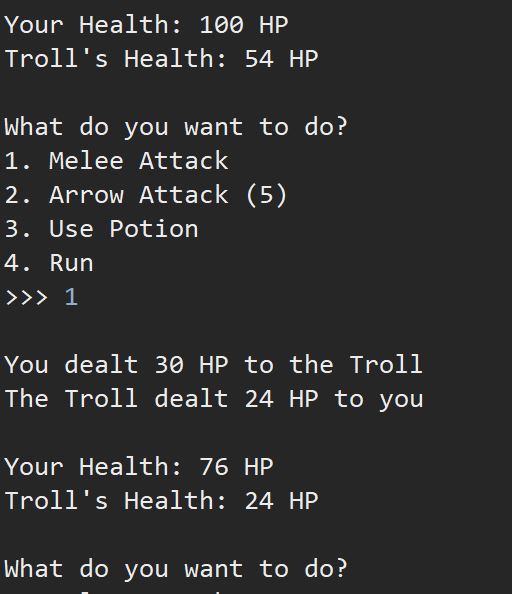 Your Health: 100 HP
Troll's Health: 54 HP
What do you want to do?
1. Melee Attack
2. Arrow Attack (5)
3. Use Potion
4. Run
>>> 1
You dealt 30 HP to the Troll
The Troll dealt 24 HP to you
Your Health: 76 HP
Troll's Health: 24 HP
What do you want to do?